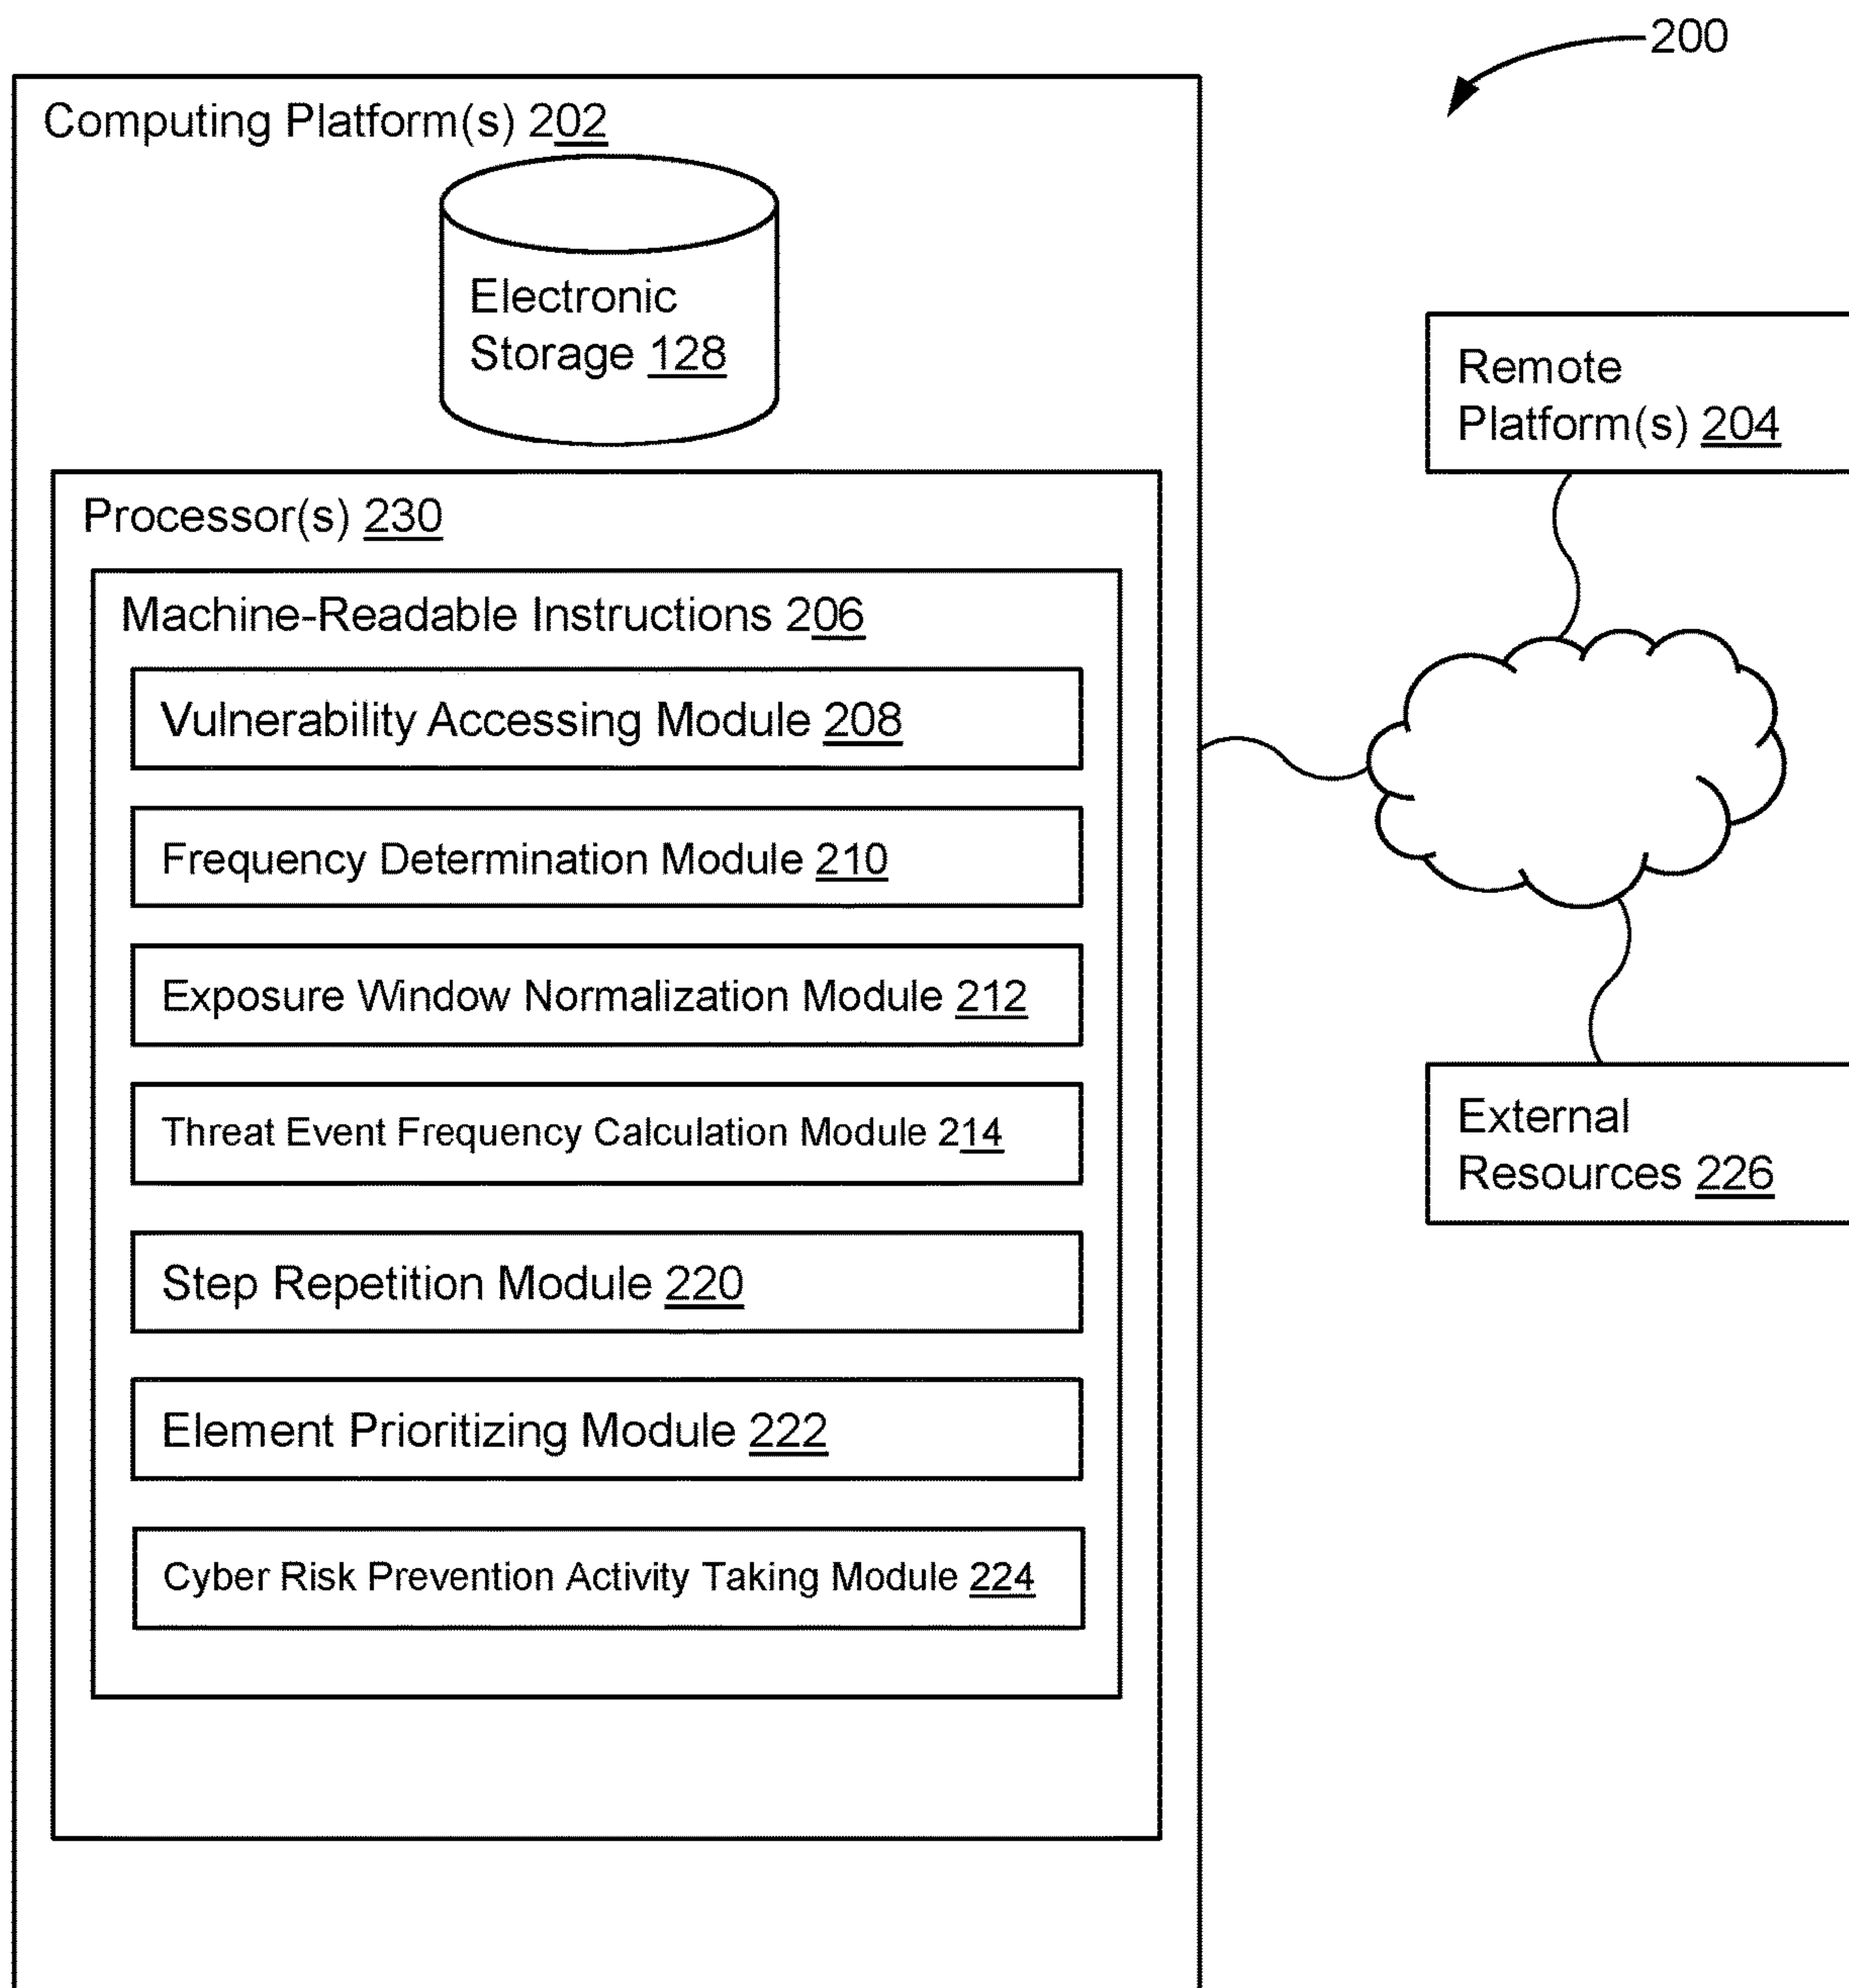 200
Computing Platform(s) 202
Electronic
Storage 128
Remote
Platform(s) 204
Processor(s) 230
Machine-Readable Instructions 206
Vulnerability Accessing Module 208
Frequency Determination Module 210
Exposure Window Normalization Module 212
Threat Event Frequency Calculation Module 214
External
Resources 226
Step Repetition Module 220
Element Prioritizing Module 222
Cyber Risk Prevention Activity Taking Module 224